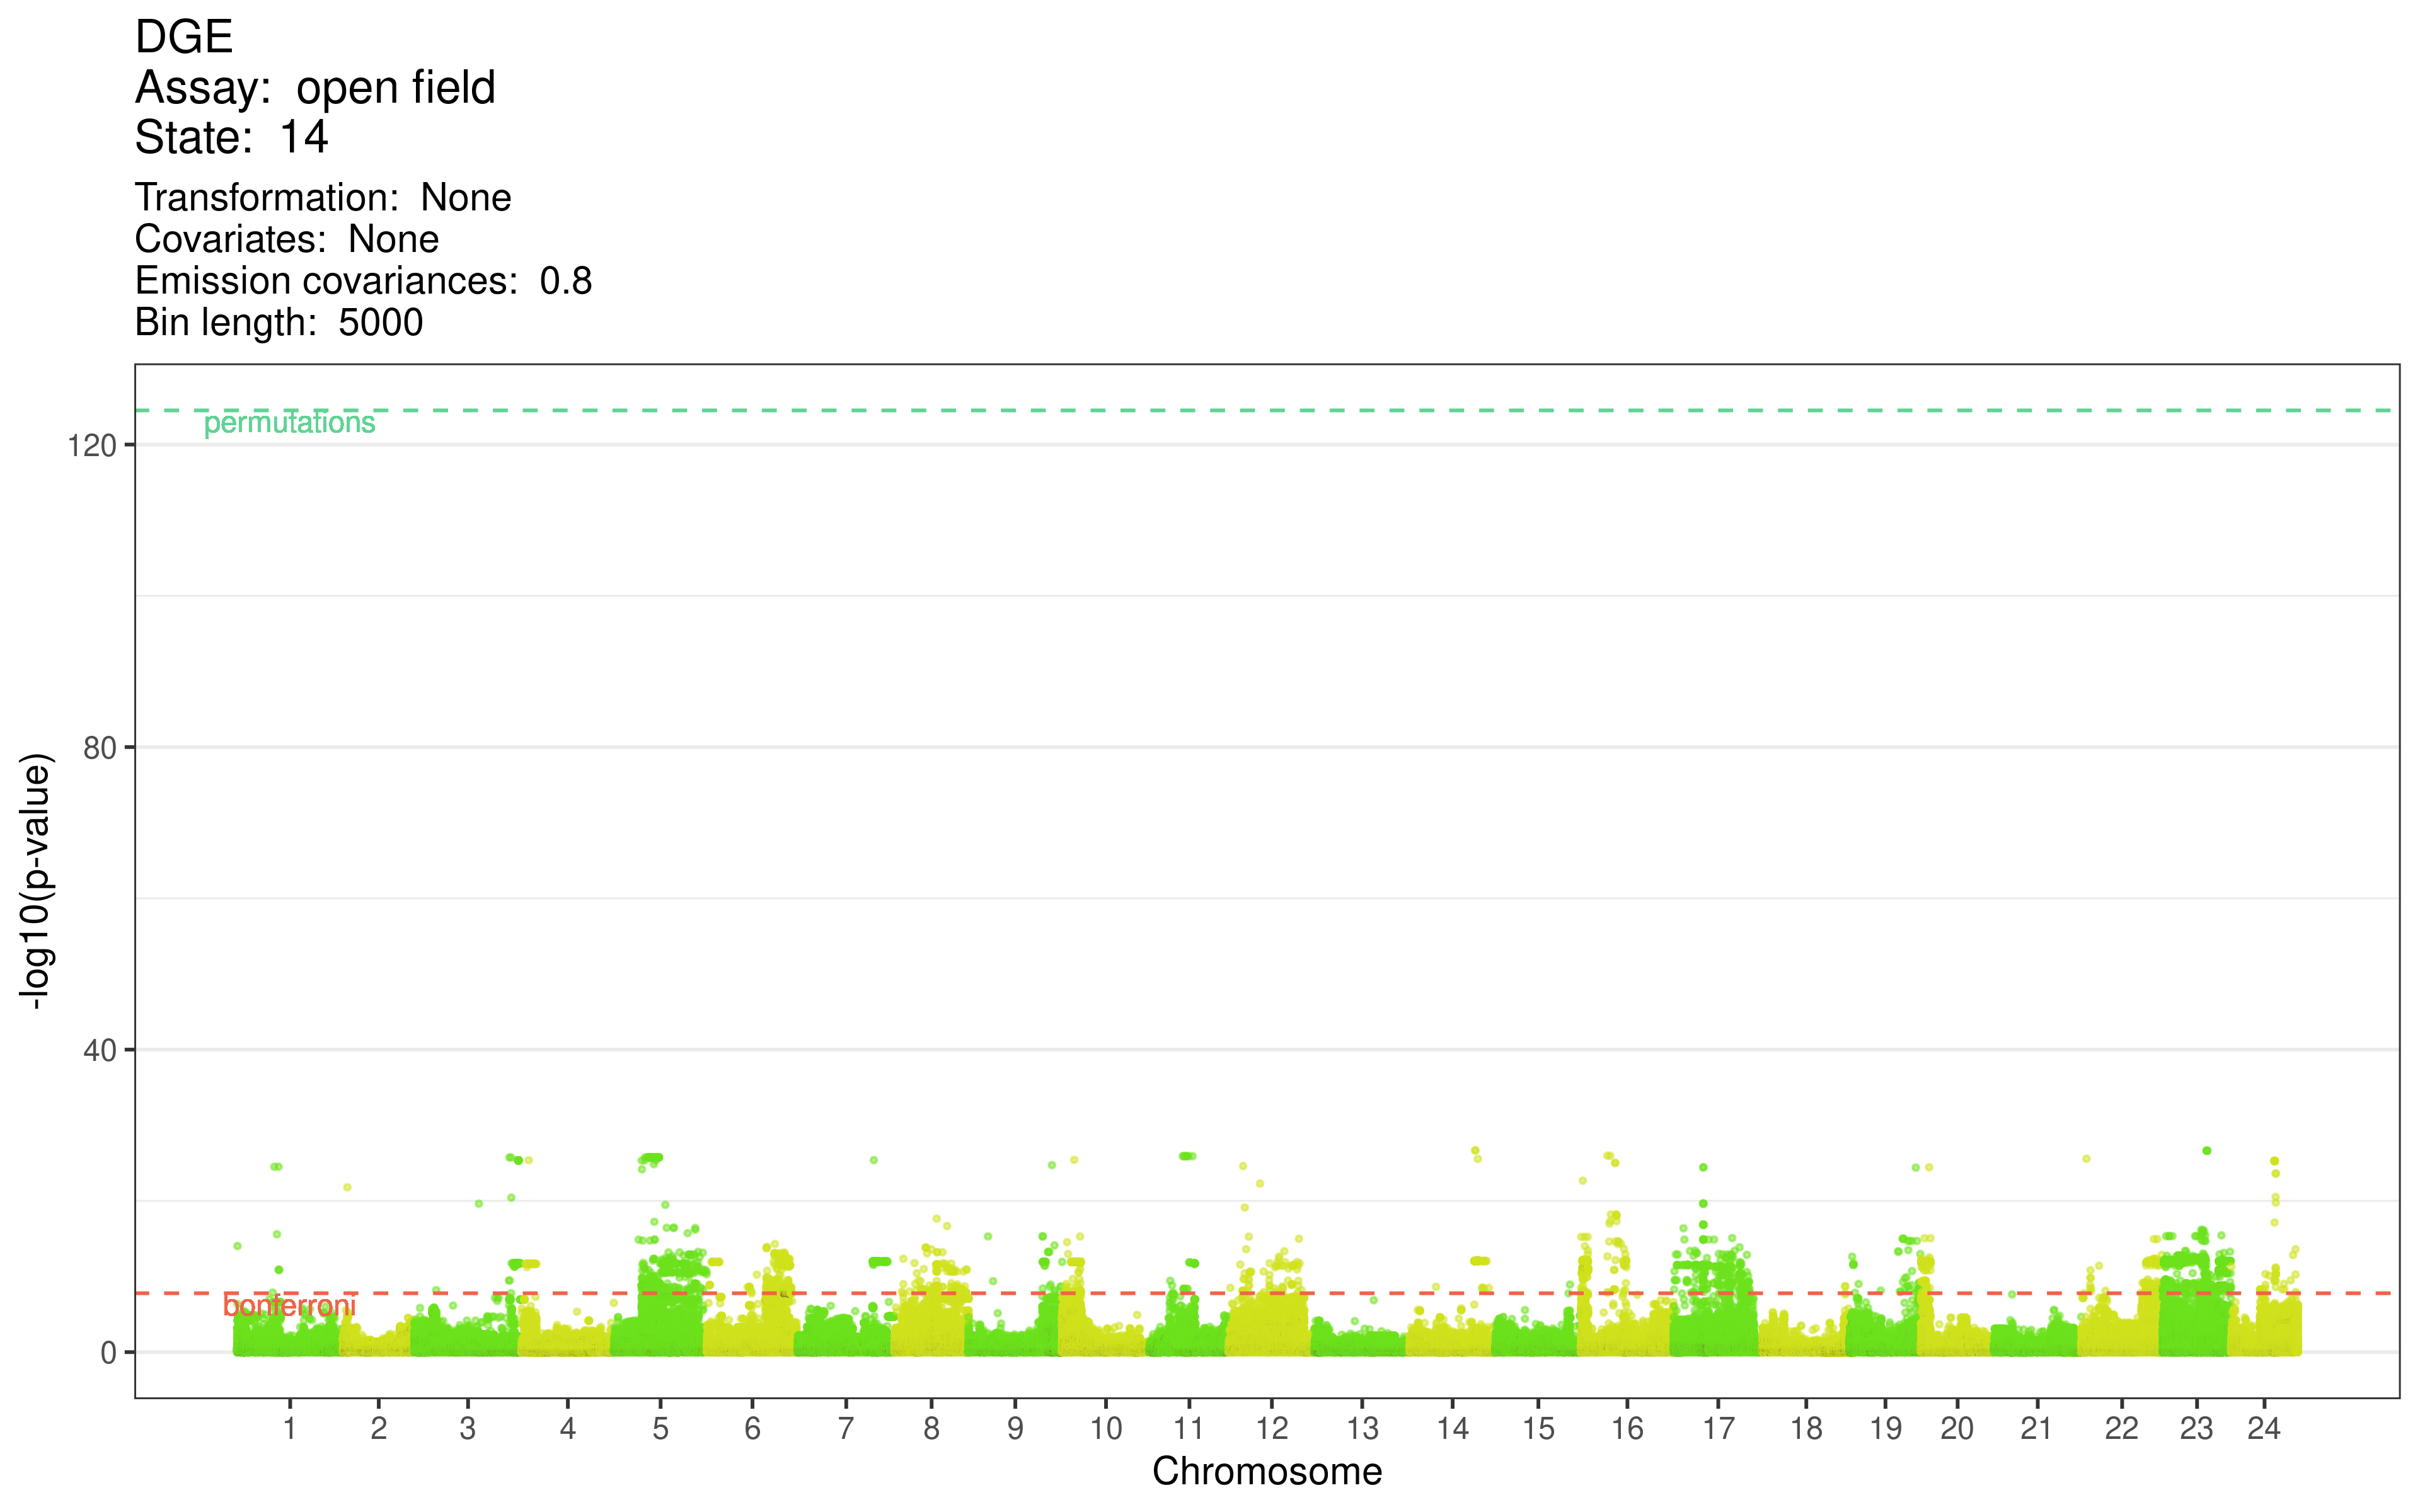 DGE
Assay:  open field
State:  14
Transformation:  None
Covariates:  None
Emission covariances:  0.8
Bin length:  5000
permutations
120
80
-log10(p-value)
40
bonferroni
0
1 2 3 4 5 6 7 8 9 10 11 12 13 14 15 16 17 18 19 20 21 22 23 24
Chromosome